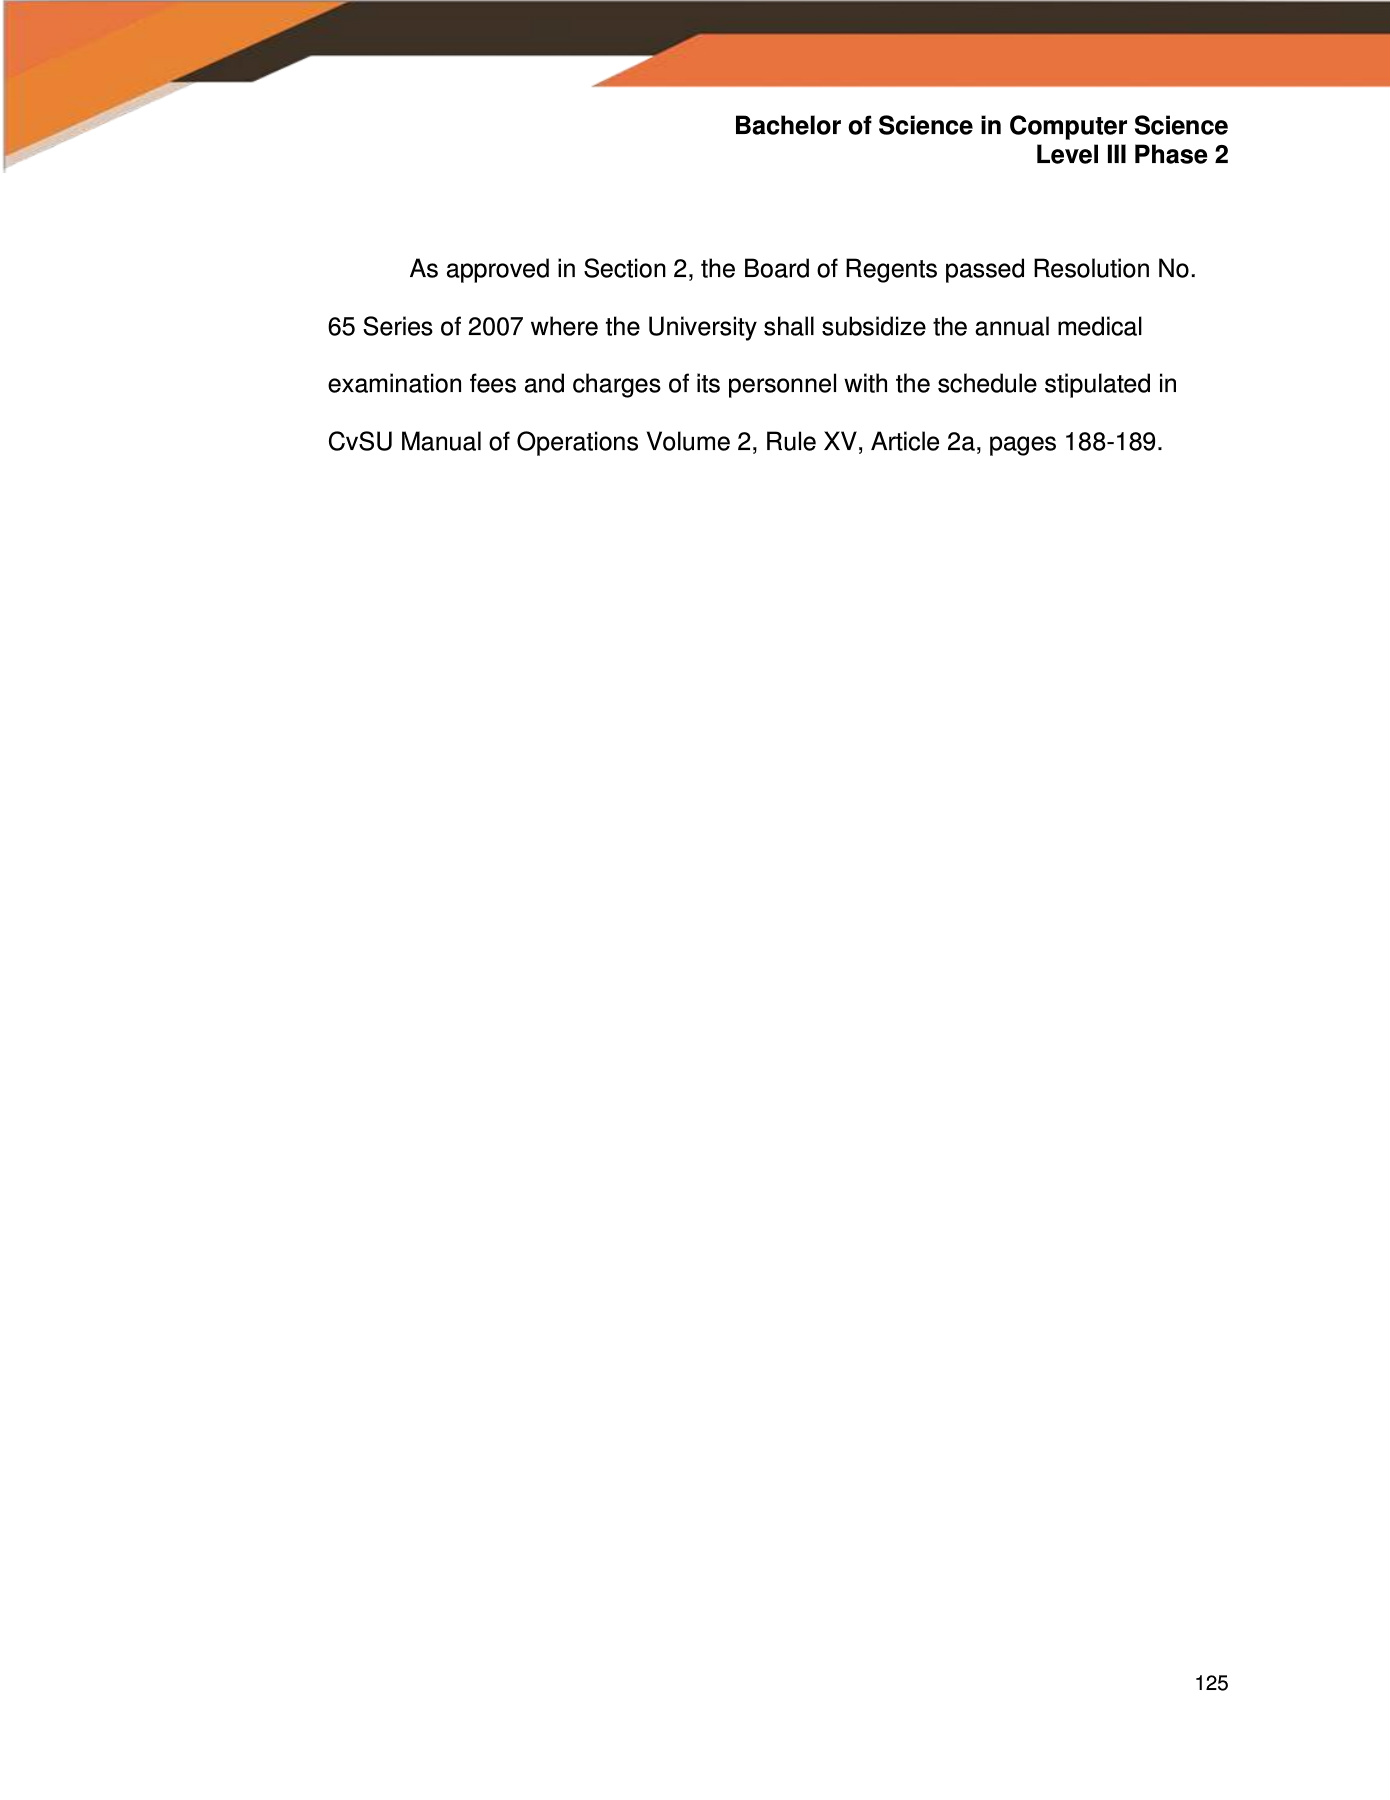 Bachelor of Science in Computer Science
Level III Phase 2
As approved in Section 2, the Board of Regents passed Resolution No.
65 Series of 2007 where the University shall subsidize the annual medical
examination fees and charges of its personnel with the schedule stipulated in
CvSU Manual of Operations Volume 2, Rule XV, Article 2a, pages 188-189.
125